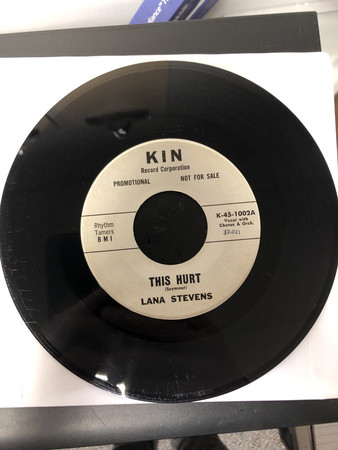 KIN
Record Corporation
PROMOTIONAL NOT FOR SALE
Rhythm
Tamers
BMI
K-45-1002A
Vocal with
Chorus & Orch.
THIS HURT
(Seymour)
LANA STEVENS